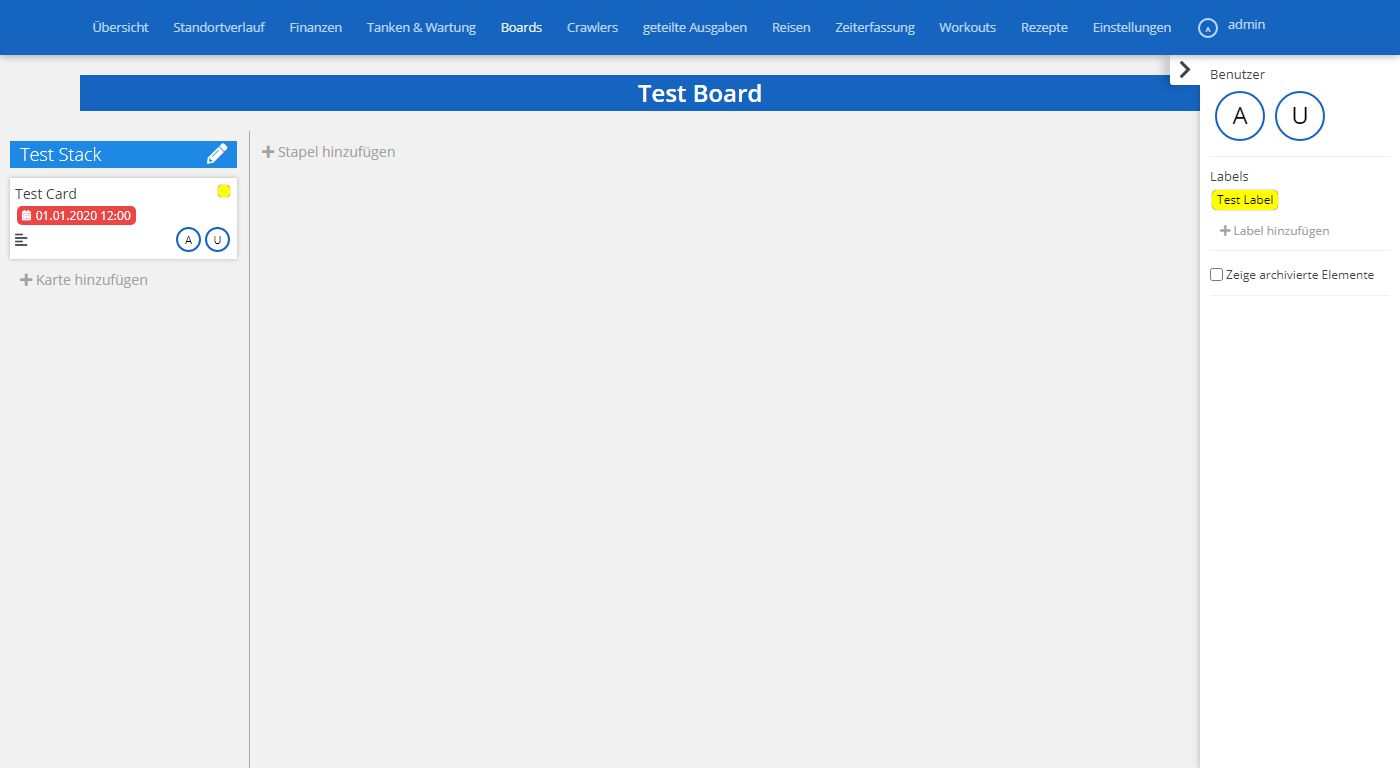 Übersicht Standortverlauf Finanzen Tanken & Wartung Boards Crawlers geteilte Ausgaben Reisen Zeiterfassung Workouts Rezepte Einstellungen A admin
Test Board
Test Stack
Test Card
01.01.2020 12:00
A U
Karte hinzufügen
Stapel hinzufügen
Benutzer
A U
Labels
Test Label
Label hinzufügen
Zeige archivierte Elemente